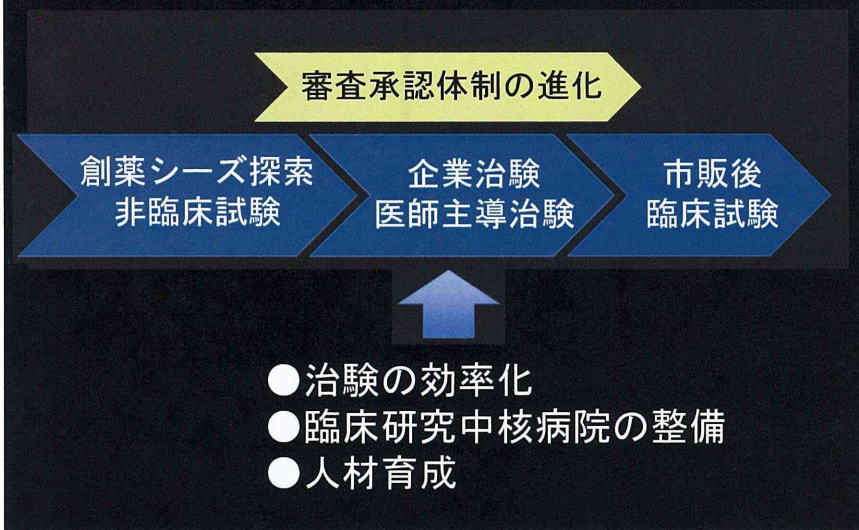 審査承認体制の進化
創薬シーズ探索
非臨床試験
企業治験
医師主導治験
市販後
臨床試験
●治験の効率化
●臨床研究中核病院の整備
●人材育成